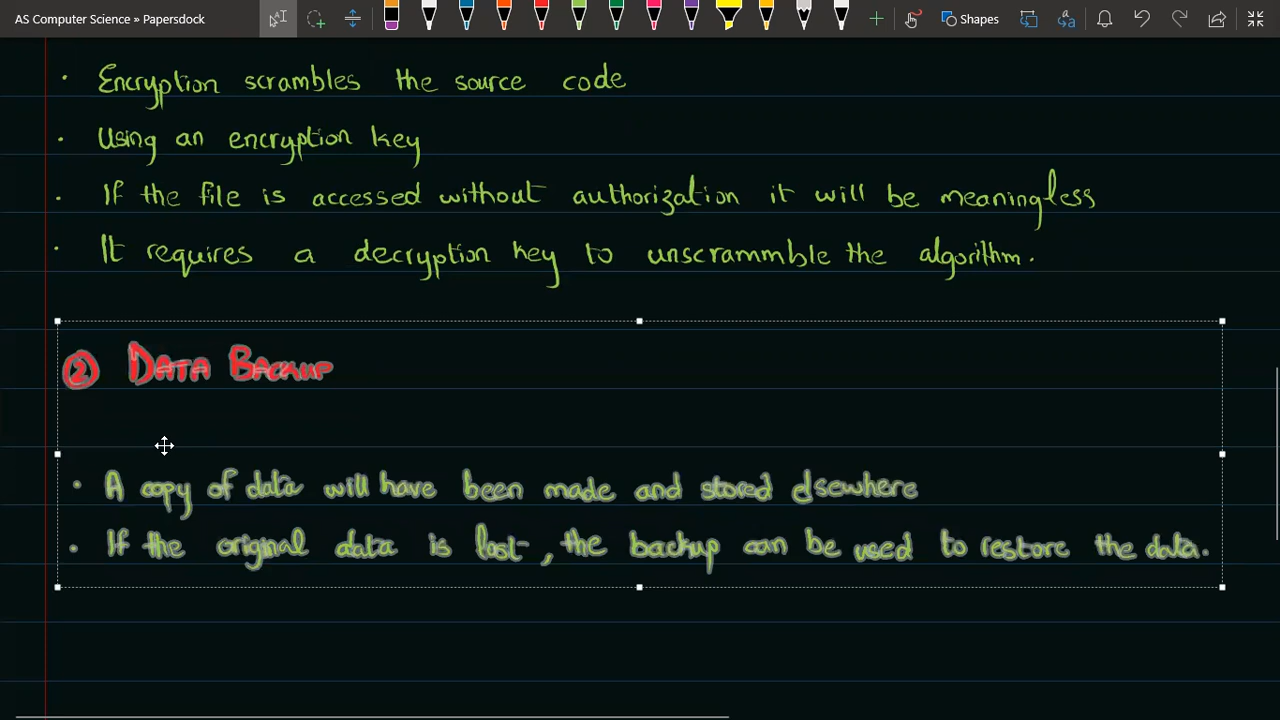 AS Computer Science » Papersdock
Shapes
• Encryption scrambles the source code
• Using an encryption key
• If the file is accessed without authorization it will be meaningless
• It requires a decryption key to unscrammble the algorithm.
② DATA BACKUP
• A copy of data will have been made and stored elsewhere
• If the original data is lost, the backup can be used to restore the data.